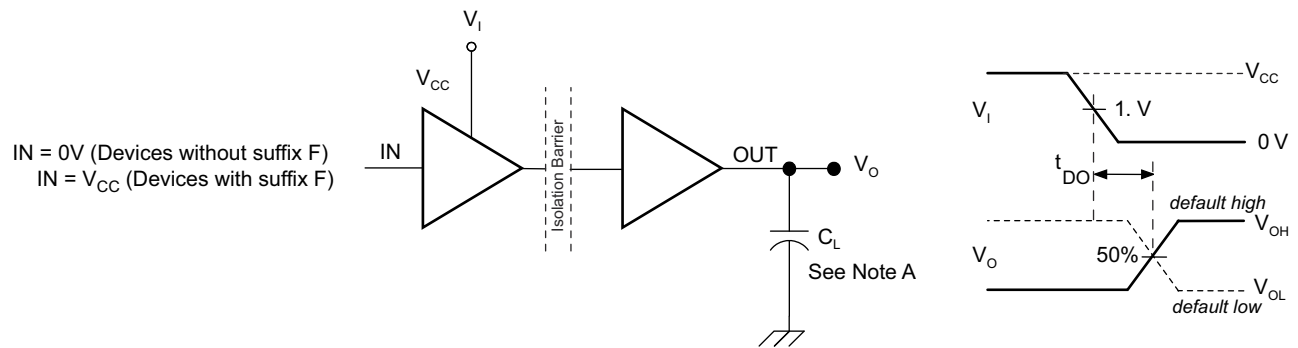 V_I
V_CC
IN = 0V (Devices without suffix F)
IN = V_CC (Devices with suffix F)
IN
Isolation Barrier
OUT
V_O
C_L
See Note A
V_CC
V_I
1. V
0 V
t_DO
default high
V_OH
V_O
50%
V_OL
default low